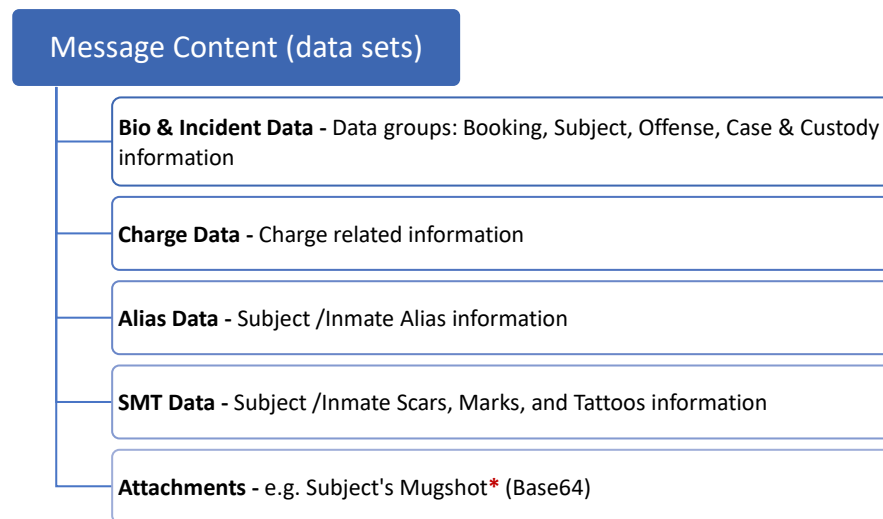 Message Content (data sets)
Bio & Incident Data - Data groups: Booking, Subject, Offense, Case & Custody
information
Charge Data - Charge related information
Alias Data - Subject /Inmate Alias information
SMT Data - Subject /Inmate Scars, Marks, and Tattoos information
Attachments - e.g. Subject's Mugshot* (Base64)